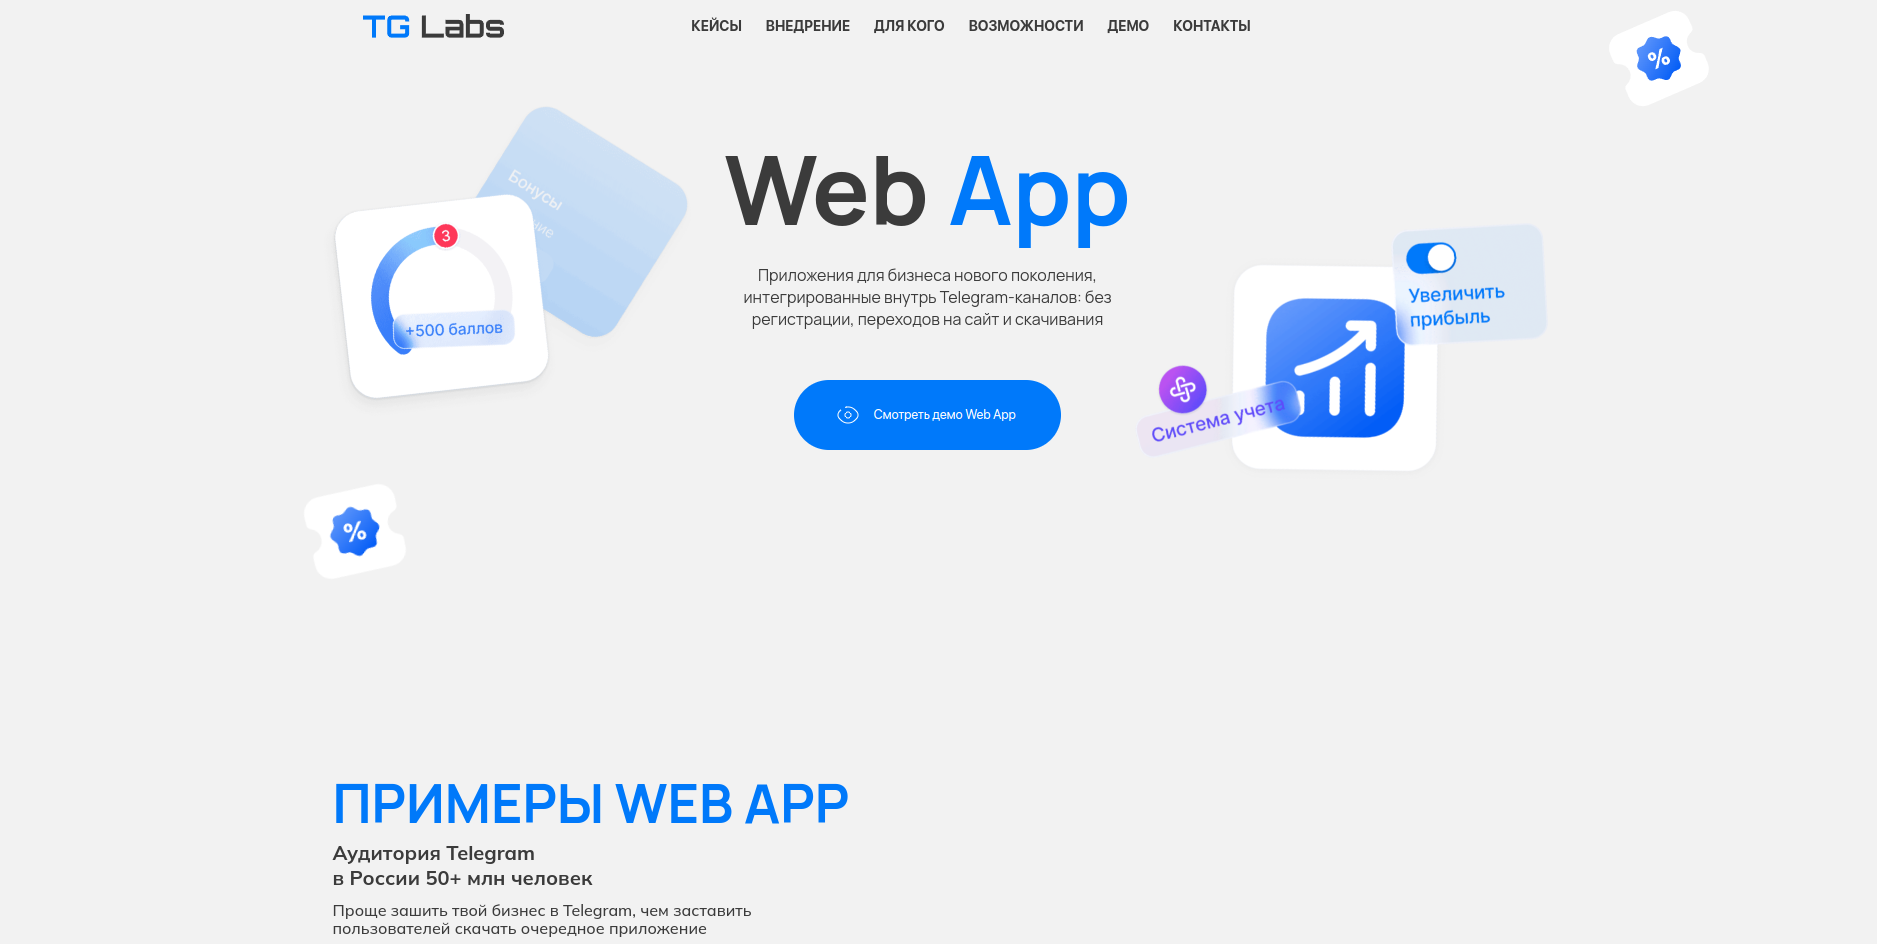 TG Labs
КЕЙСЫ ВНЕДРЕНИЕ ДЛЯ КОГО ВОЗМОЖНОСТИ ДЕМО КОНТАКТЫ
%
Бонусы
3
+500 баллов
Web App
Приложения для бизнеса нового поколения,
интегрированные внутрь Telegram-каналов: без
регистрации, переходов на сайт и скачивания
Смотреть демо Web App
Увеличить
прибыль
Система учета
%
ПРИМЕРЫ WEB APP
Аудитория Telegram
в России 50+ млн человек
Проще зашить твой бизнес в Telegram, чем заставить
пользователей скачать очередное приложение